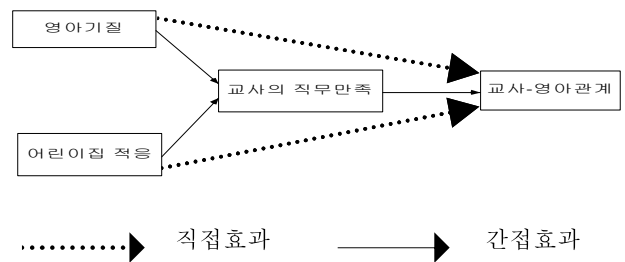 영아기질
교사의 직무만족
교사-영아관계
어린이집 적응
직접효과
간접효과